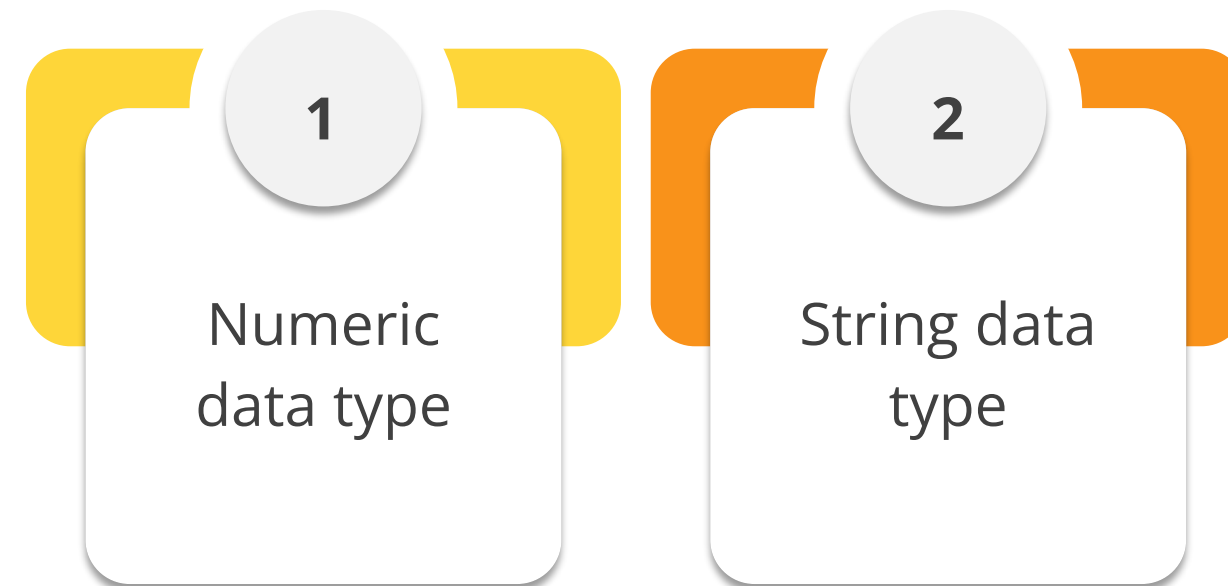 1
Numeric
data type
2
String data
type